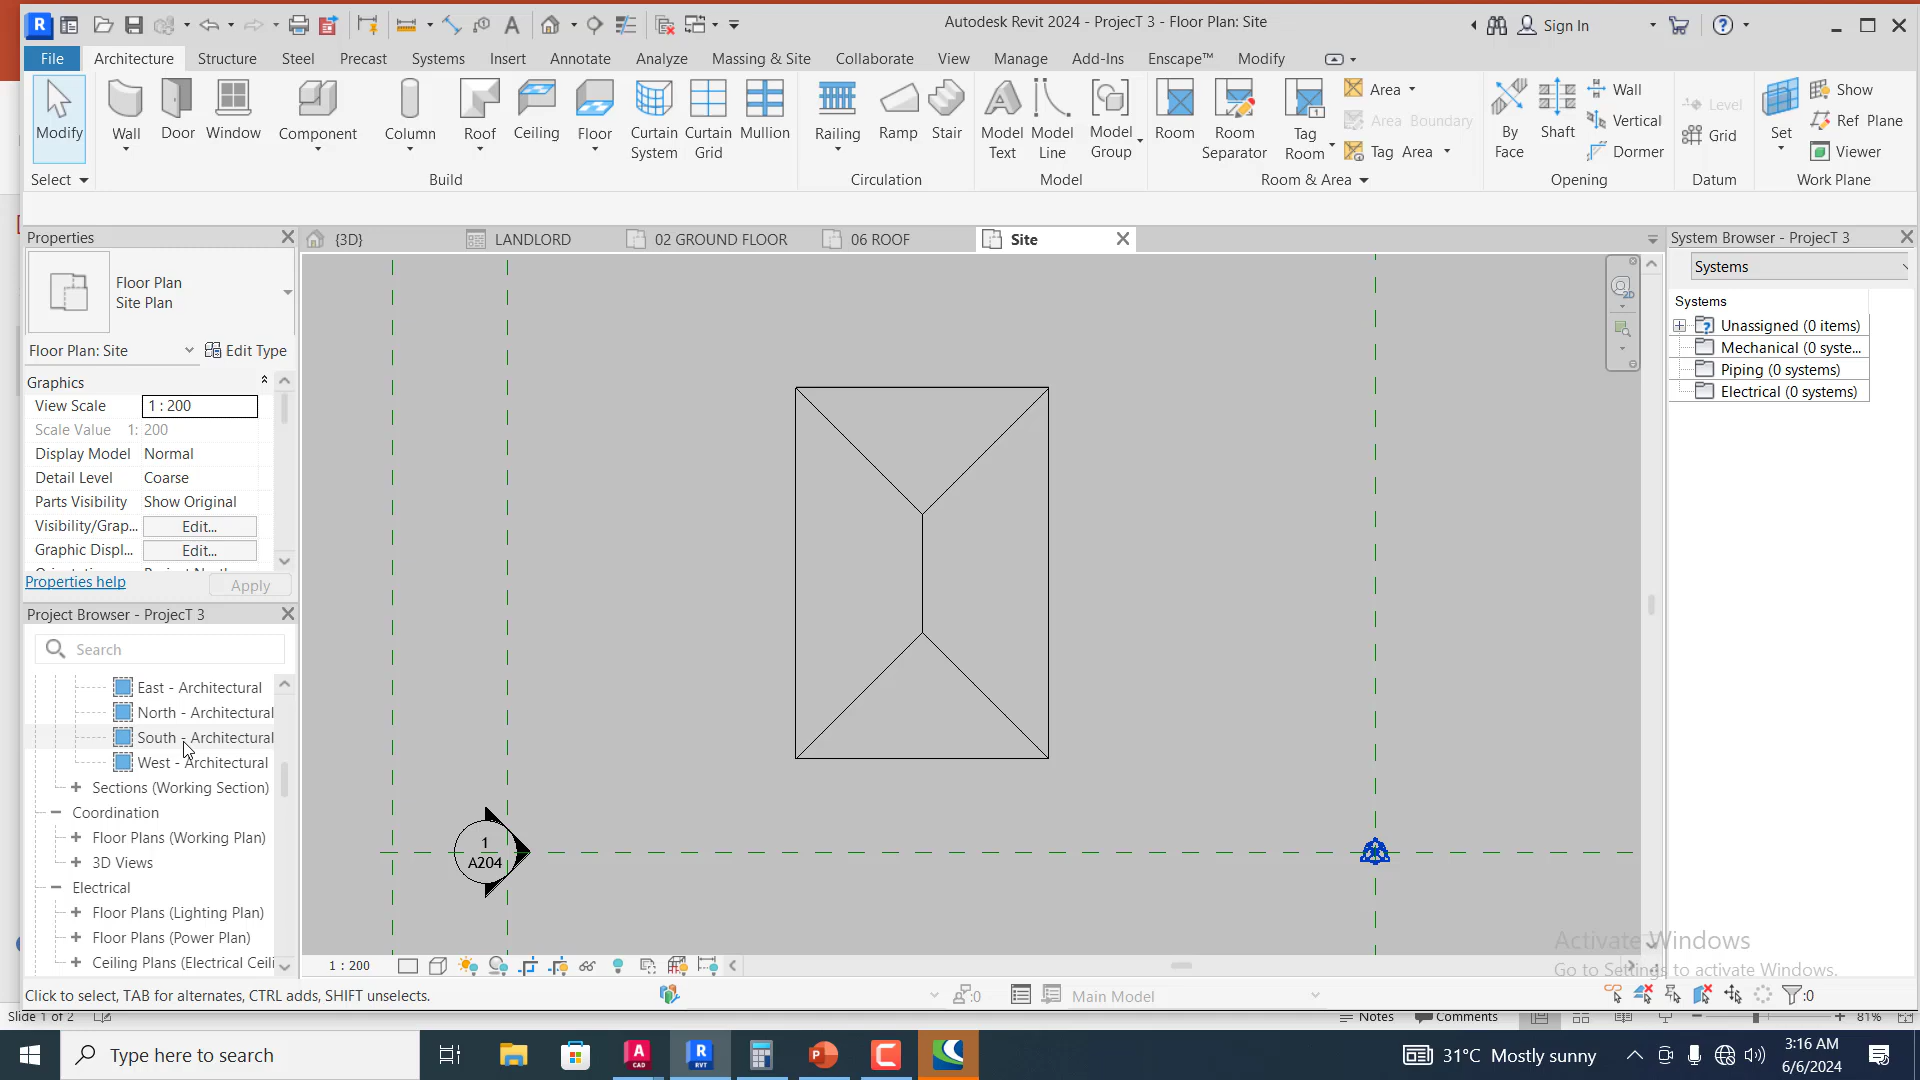 Autodesk Revit 2024 - ProjecT 3 - Floor Plan: Site
Sign In
File Architecture Structure Steel Precast Systems Insert Annotate Analyze Massing & Site Collaborate View Manage Add-Ins Enscape™ Modify
Modify Wall Door Window Component Column Roof Ceiling Floor Curtain System Curtain Grid Mullion Railing Ramp Stair Model Text Model Line Model Group Room Room Separator Tag Room
Area
Area Boundary
Tag Area
By Face Shaft
Wall
Vertical
Dormer
Level
Grid
Set
Show
Ref Plane
Viewer
Select Build Circulation Model Room & Area Opening Datum Work Plane
Properties
{3D} LANDLORD 02 GROUND FLOOR 06 ROOF Site
System Browser - ProjecT 3
Floor Plan
Site Plan
Floor Plan: Site Edit Type
Graphics
View Scale 1 : 200
Scale Value 1: 200
Display Model Normal
Detail Level Coarse
Parts Visibility Show Original
Visibility/Grap... Edit...
Graphic Displ... Edit...
Properties help Apply
Systems
Systems
Unassigned (0 items)
Mechanical (0 syste...
Piping (0 systems)
Electrical (0 systems)
Project Browser - ProjecT 3
Search
East - Architectural
North - Architectural
South - Architectural
West - Architectural
Sections (Working Section)
Coordination
Floor Plans (Working Plan)
3D Views
Electrical
Floor Plans (Lighting Plan)
Floor Plans (Power Plan)
Ceiling Plans (Electrical Ceili
1
A204
1 : 200
Activate Windows
Go to Settings to activate Windows.
Click to select, TAB for alternates, CTRL adds, SHIFT unselects.
:0
Main Model
:0
Slide 1 of 2 Notes Comments 81%
Type here to search
31°C Mostly sunny
3:16 AM
6/6/2024